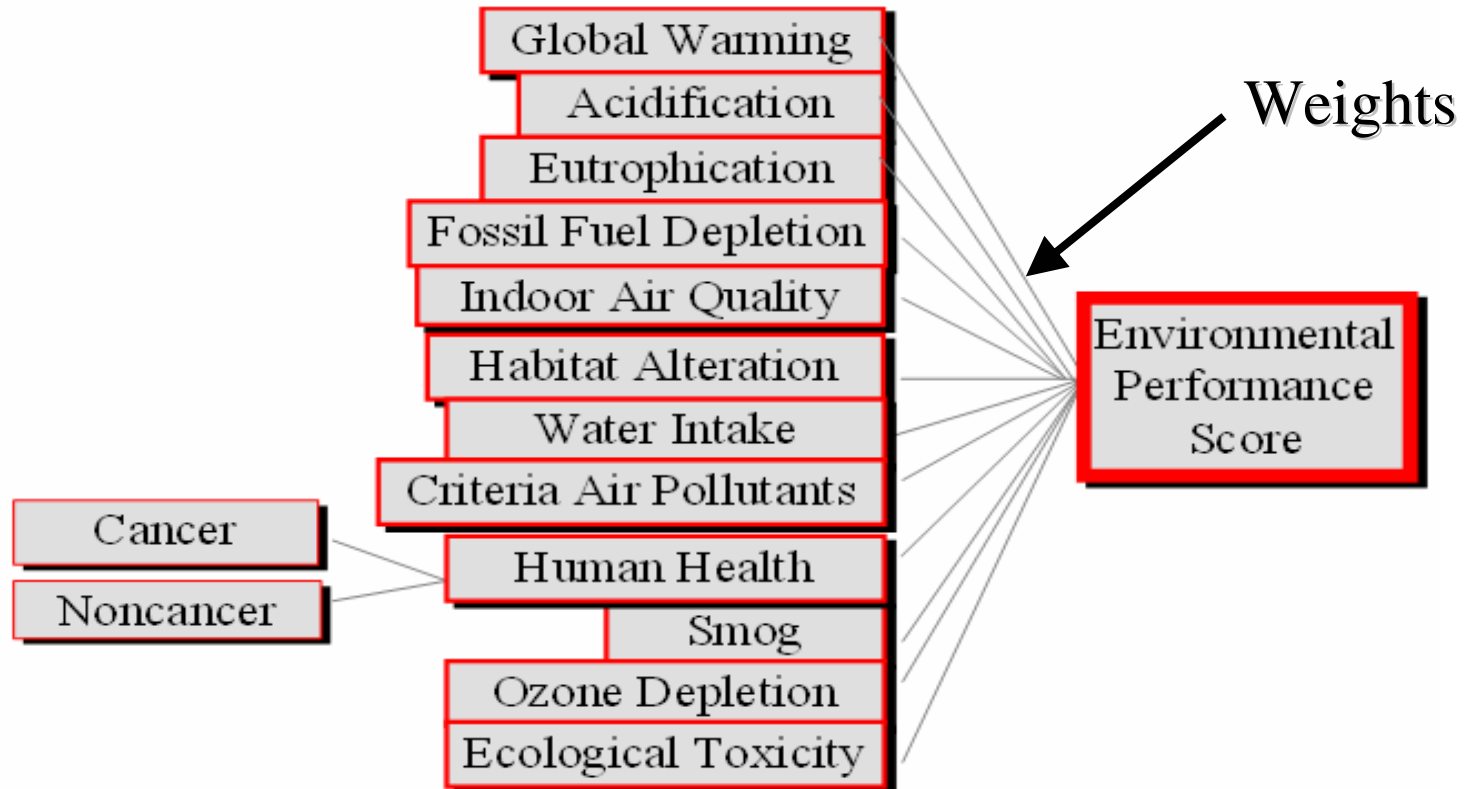 Global Warming
Acidification
Eutrophication
Fossil Fuel Depletion
Indoor Air Quality
Habitat Alteration
Water Intake
Criteria Air Pollutants
Human Health
Smog
Ozone Depletion
Ecological Toxicity
Cancer
Noncancer
Weights
Environmental
Performance
Score